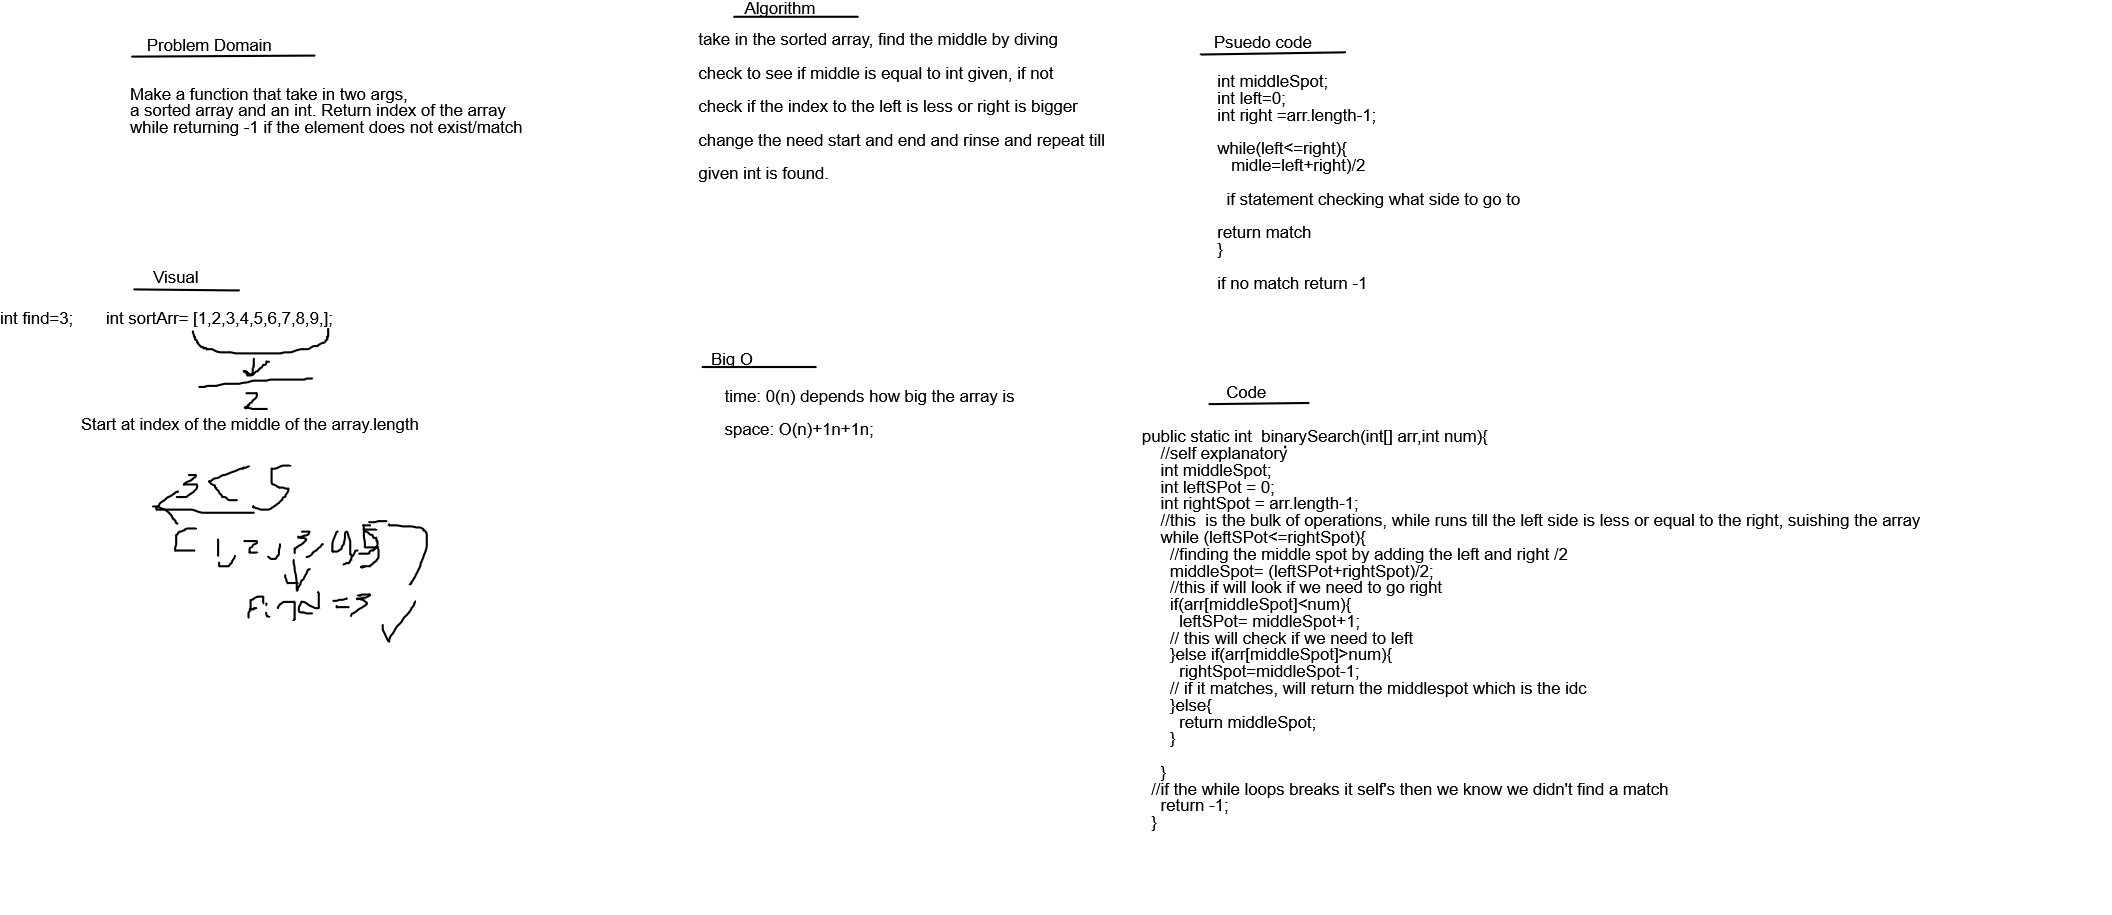 Problem Domain
Make a function that take in two args,
a sorted array and an int. Return index of the array
while returning -1 if the element does not exist/match
Visual
int find=3; int sortArr= [1,2,3,4,5,6,7,8,9,];
2
Start at index of the middle of the array.length
3 < 5
[ 1, 2, 3, 4, 5
Find =3
Algorithm
take in the sorted array, find the middle by diving
check to see if middle is equal to int given, if not
check if the index to the left is less or right is bigger
change the need start and end and rinse and repeat till
given int is found.
Big O
time: 0(n) depends how big the array is
space: O(n)+1n+1n;
Psuedo code
int middleSpot;
int left=0;
int right =arr.length-1;
while(left<=right){
midle=left+right)/2
if statement checking what side to go to
return match
}
if no match return -1
Code
public static int binarySearch(int[] arr,int num){
//self explanatory
int middleSpot;
int leftSPot = 0;
int rightSpot = arr.length-1;
//this is the bulk of operations, while runs till the left side is less or equal to the right, suishing the array
while (leftSPot<=rightSpot){
//finding the middle spot by adding the left and right /2
middleSpot= (leftSPot+rightSpot)/2;
//this if will look if we need to go right
if(arr[middleSpot]<num){
leftSPot= middleSpot+1;
// this will check if we need to left
}else if(arr[middleSpot]>num){
rightSpot=middleSpot-1;
// if it matches, will return the middlespot which is the idc
}else{
return middleSpot;
}
}
//if the while loops breaks it self's then we know we didn't find a match
return -1;
}